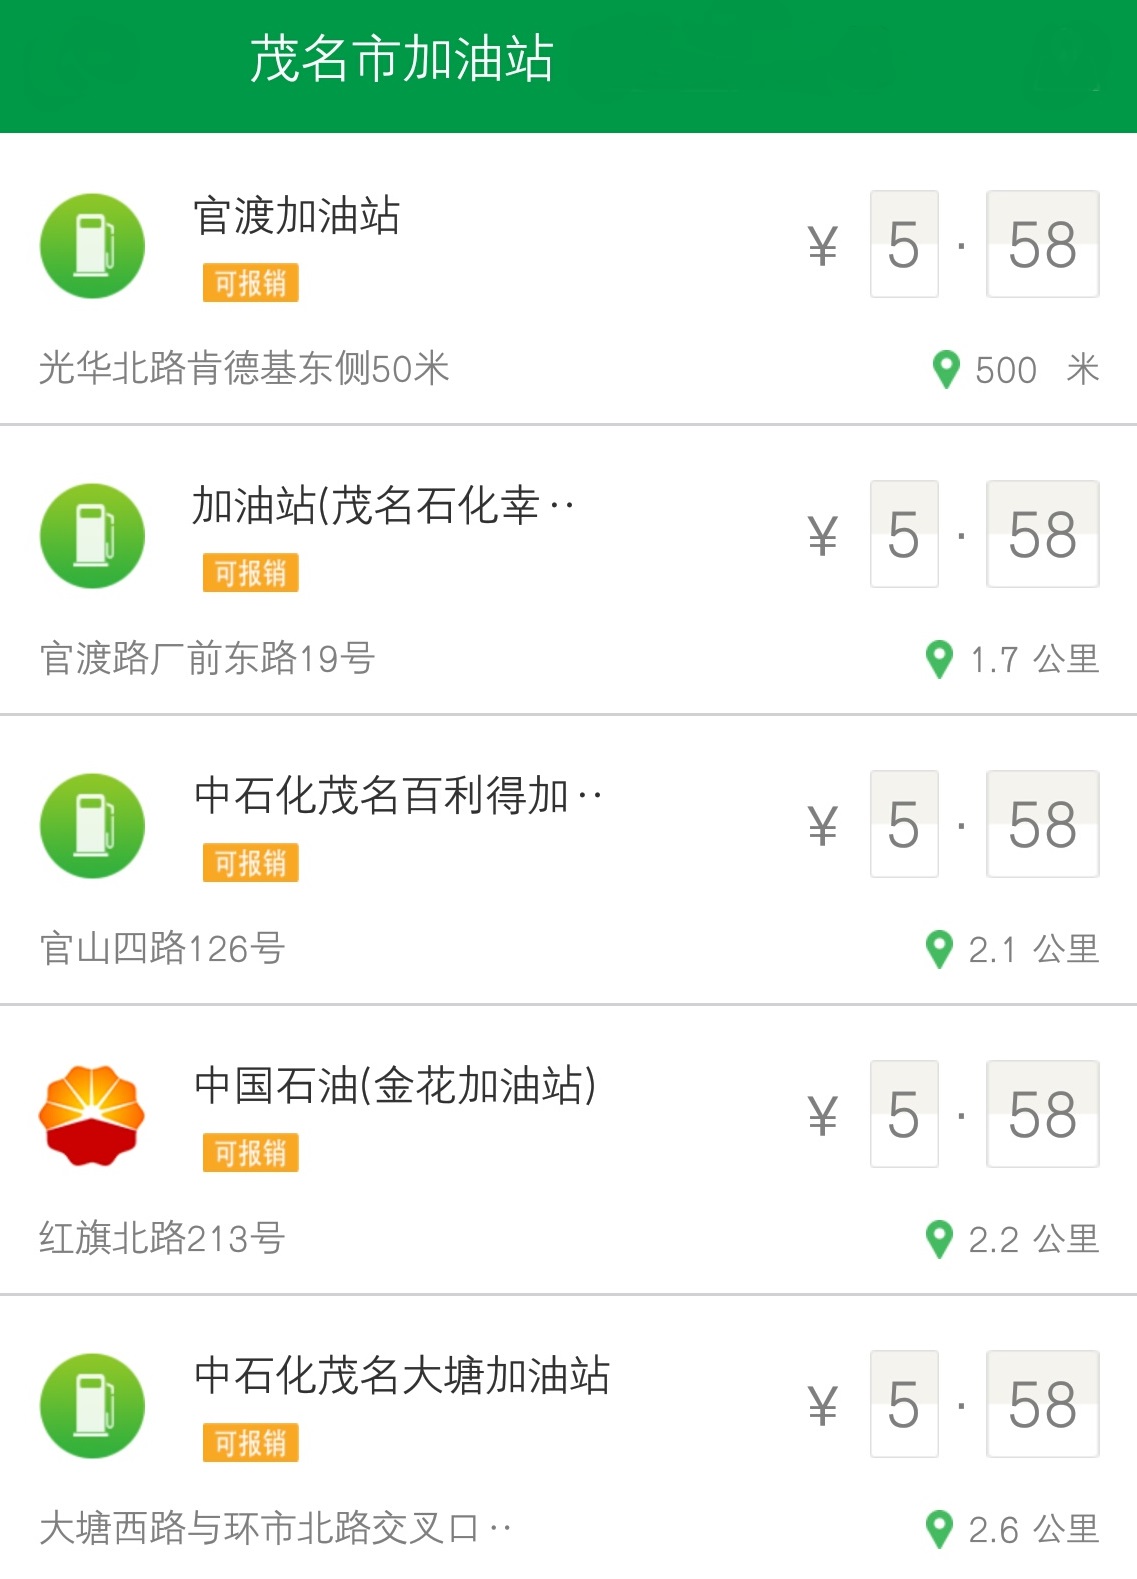 茂名市加油站
官渡加油站
¥ 5 · 58
可报销
光华北路肯德基东侧50米
500 米
加油站(茂名石化幸··
¥ 5 · 58
可报销
官渡路厂前东路19号
1.7 公里
中石化茂名百利得加··
¥ 5 · 58
可报销
官山四路126号
2.1 公里
中国石油(金花加油站)
¥ 5 · 58
可报销
红旗北路213号
2.2 公里
中石化茂名大塘加油站
¥ 5 · 58
可报销
大塘西路与环市北路交叉口··
2.6 公里